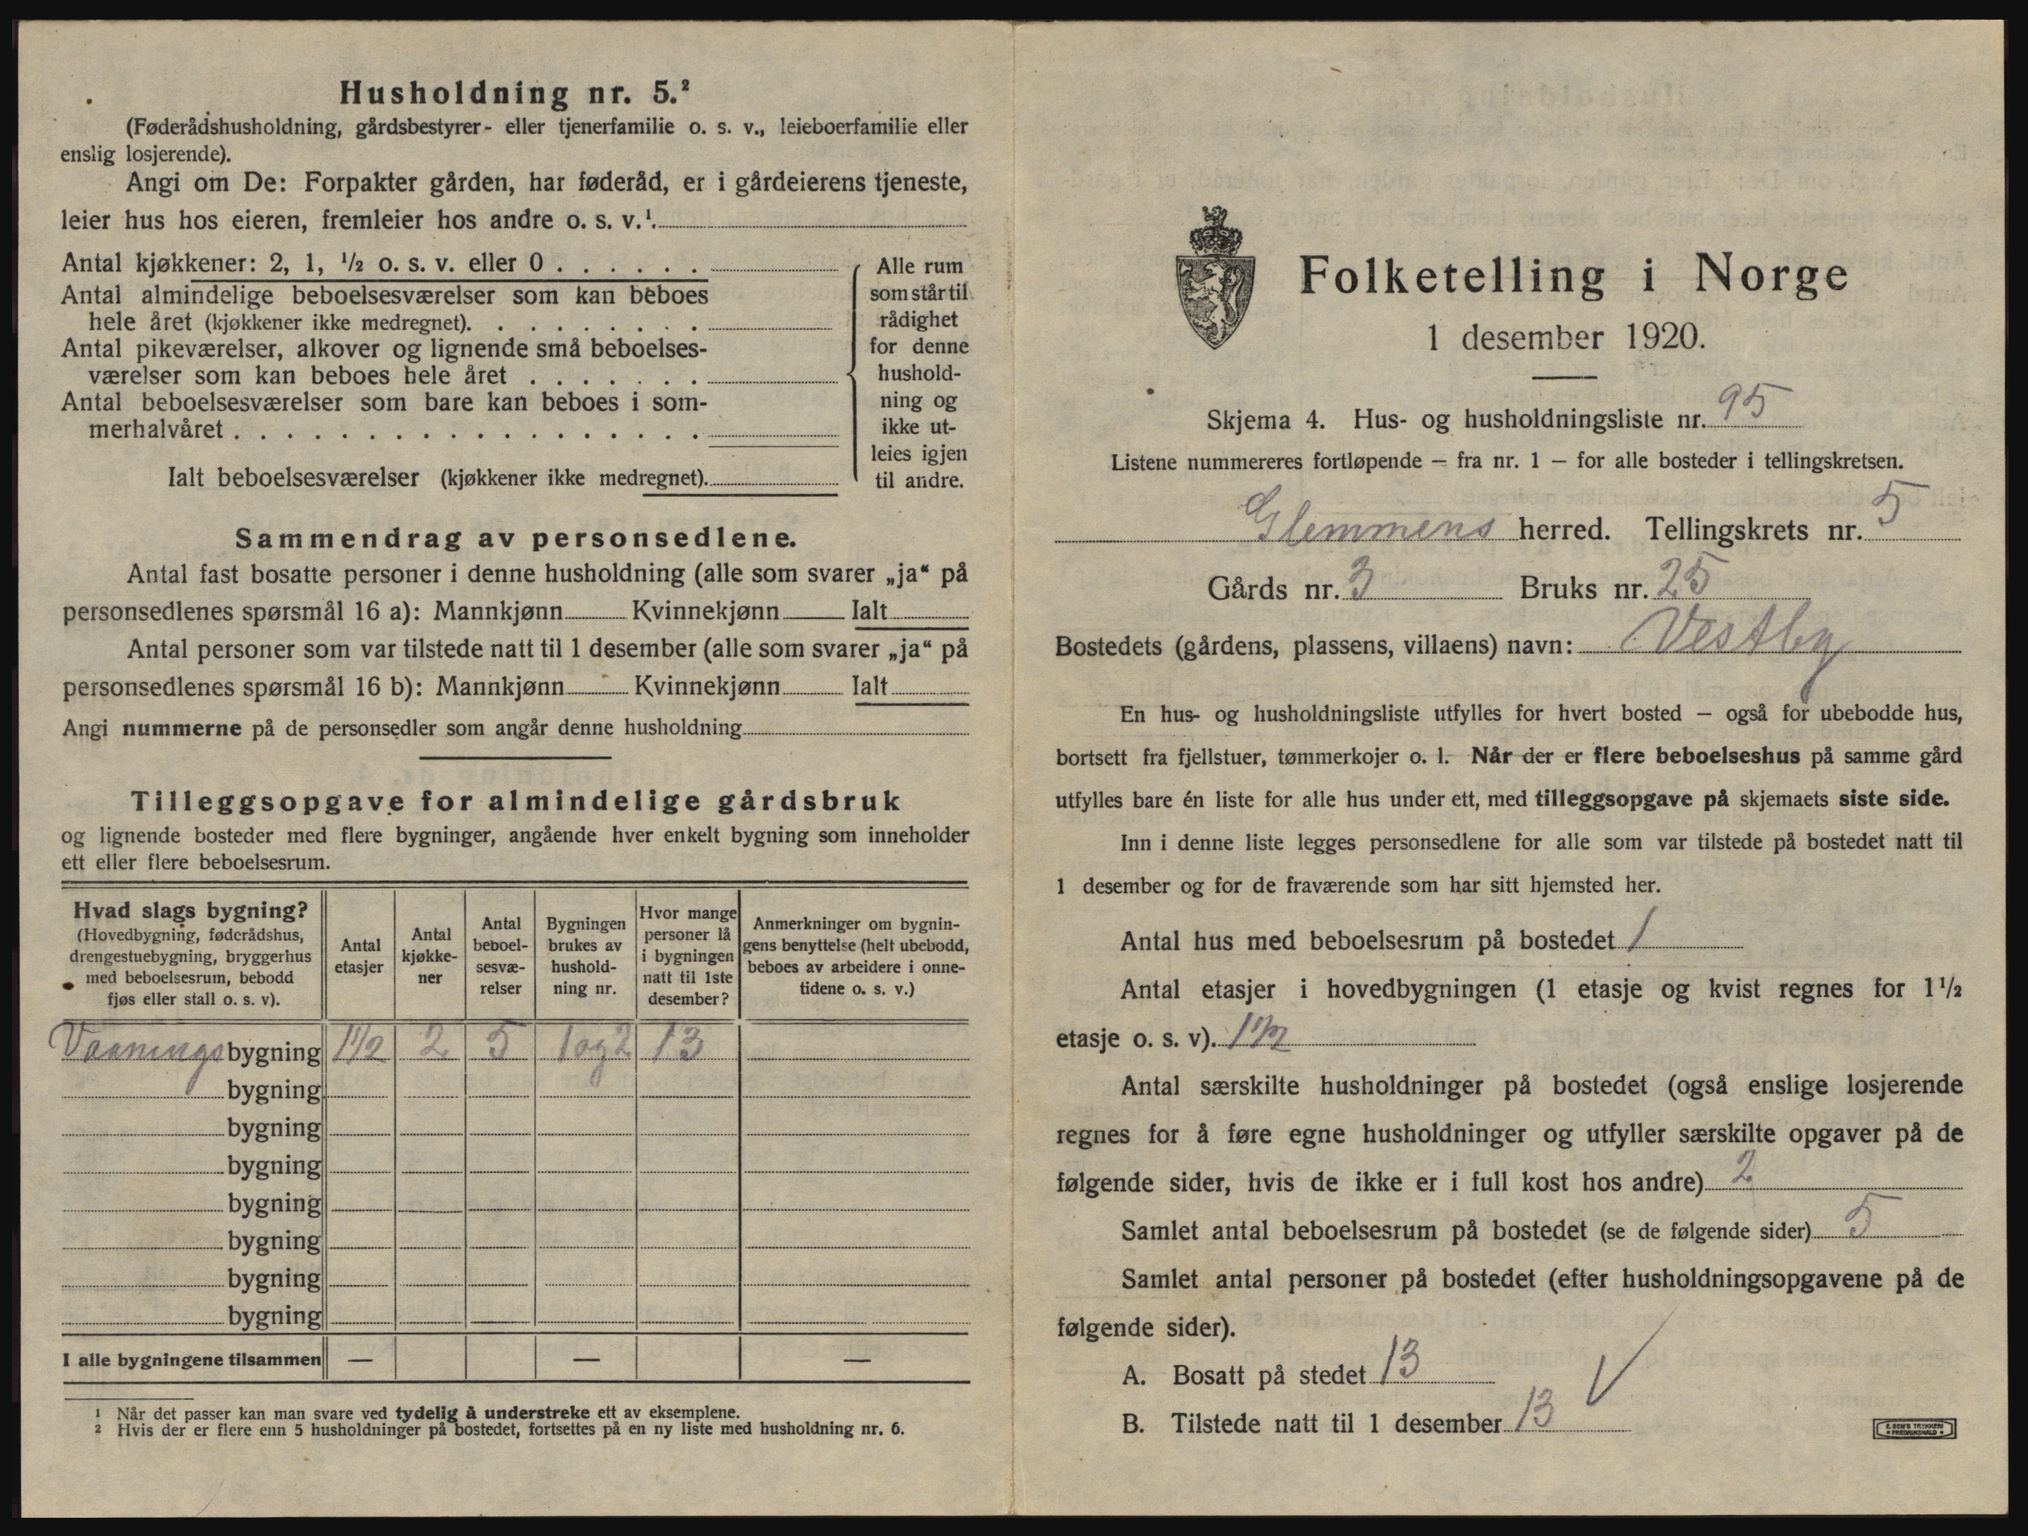 Husholdning nr. 5.²
(Føderådshusholdning, gårdsbestyrer- eller tjenerfamilie o. s. v., leieboerfamilie eller
enslig losjerende).
Angi om De: Forpakter gården, har føderåd, er i gårdeierens tjeneste,
leier hus hos eieren, fremleier hos andre o. s. v.¹.
Antal kjøkkener: 2, 1, ½ o. s. v. eller 0 . . . . . .
Antal almindelige beboelsesværelser som kan beboes
hele året (kjøkkener ikke medregnet). . . . . . . . .
Antal pikeværelser, alkover og lignende små beboelses-
værelser som kan beboes hele året . . . . . . .
Antal beboelsesværelser som bare kan beboes i som-
merhalvåret . . . . . . . . . . . . . . . . .
Ialt beboelsesværelser (kjøkkener ikke medregnet).
Alle rum
som står til
rådighet
for denne
hushold-
ning og
ikke ut-
leies igjen
til andre.
Sammendrag av personsedlene.
Antal fast bosatte personer i denne husholdning (alle som svarer „ja“ på
personsedlenes spørsmål 16 a): Mannkjønn Kvinnekjønn Ialt
Antal personer som var tilstede natt til 1 desember (alle som svarer „ja“ på
personsedlenes spørsmål 16 b): Mannkjønn Kvinnekjønn Ialt
Angi nummerne på de personsedler som angår denne husholdning
Tilleggsopgave for almindelige gårdsbruk
og lignende bosteder med flere bygninger, angående hver enkelt bygning som inneholder
ett eller flere beboelsesrum.
Hvad slags bygning?
(Hovedbygning, føderådshus,
drengestuebygning, bryggerhus
med beboelsesrum, bebodd
fjøs eller stall o. s. v).
Antal
etasjer
Antal
kjøkke-
ner
Antal
beboel-
sesvæ-
relser
Bygningen
brukes av
hushold-
ning nr.
Hvor mange
personer lå
i bygningen
natt til 1ste
desember?
Anmerkninger om bygnin-
gens benyttelse (helt ubebodd,
beboes av arbeidere i onne-
tidene o. s. v.)
Vaanings bygning 1½ 2 5 1 og 2 13
bygning
bygning
bygning
bygning
bygning
bygning
bygning
I alle bygningene tilsammen — — —
¹ Når det passer kan man svare ved tydelig å understreke ett av eksemplene.
² Hvis der er flere enn 5 husholdninger på bostedet, fortsettes på en ny liste med husholdning nr. 6.
Folketelling i Norge
1 desember 1920.
Skjema 4. Hus- og husholdningsliste nr. 95
Listene nummereres fortløpende – fra nr. 1 – for alle bosteder i tellingskretsen.
Glemmens herred. Tellingskrets nr. 5
Gårds nr. 3 Bruks nr. 25
Bostedets (gårdens, plassens, villaens) navn: Vestby
En hus- og husholdningsliste utfylles for hvert bosted – også for ubebodde hus,
bortsett fra fjellstuer, tømmerkojer o. l. Når der er flere beboelseshus på samme gård
utfylles bare én liste for alle hus under ett, med tilleggsopgave på skjemaets siste side.
Inn i denne liste legges personsedlene for alle som var tilstede på bostedet natt til
1 desember og for de fraværende som har sitt hjemsted her.
Antal hus med beboelsesrum på bostedet 1
Antal etasjer i hovedbygningen (1 etasje og kvist regnes for 1½
etasje o. s. v). 1½
Antal særskilte husholdninger på bostedet (også enslige losjerende
regnes for å føre egne husholdninger og utfyller særskilte opgaver på de
følgende sider, hvis de ikke er i full kost hos andre) 2
Samlet antal beboelsesrum på bostedet (se de følgende sider) 5
Samlet antal personer på bostedet (efter husholdningsopgavene på de
følgende sider).
A. Bosatt på stedet 13
B. Tilstede natt til 1 desember 13
E. SEM'S TRYKKERI
FREDRIKSHALD